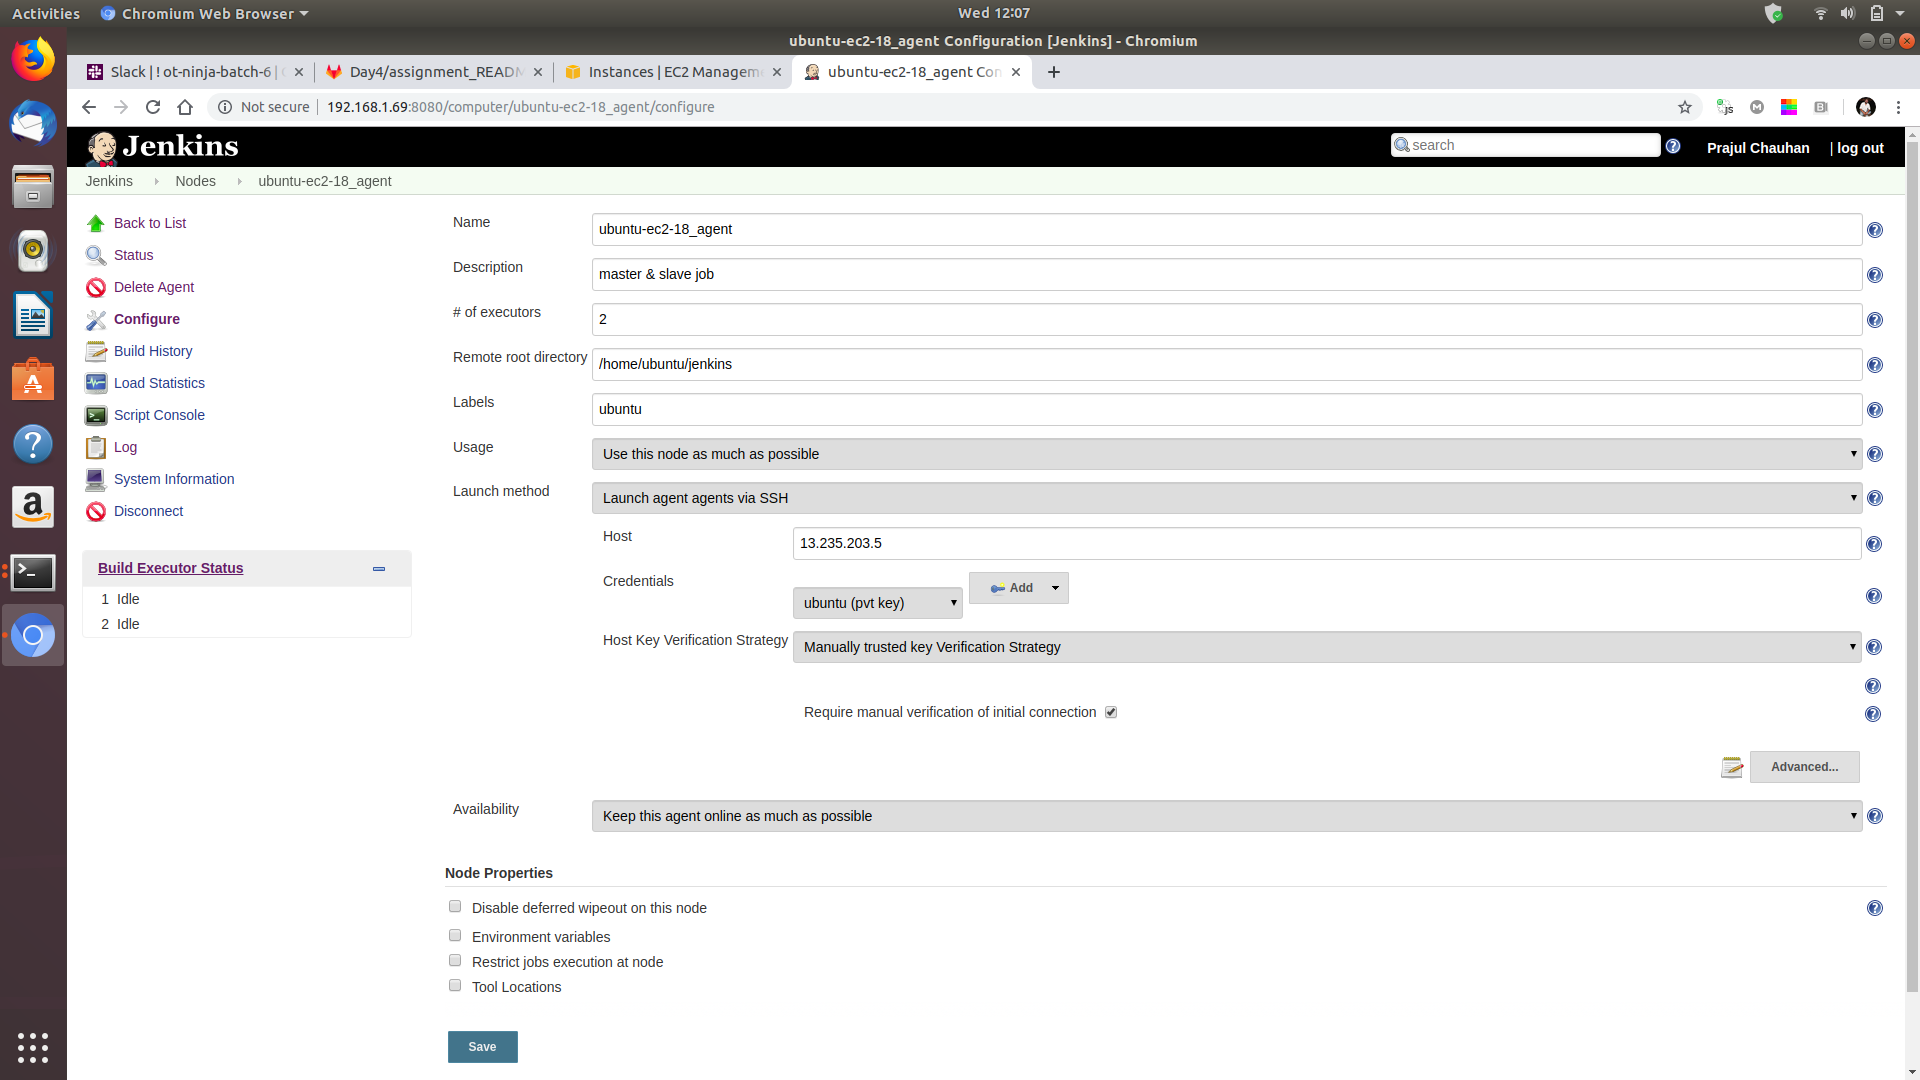 Activities Chromium Web Browser Wed 12:07
ubuntu-ec2-18_agent Configuration [Jenkins] - Chromium
Slack | ! ot-ninja-batch-6 | Day4/assignment_READM Instances | EC2 Managem ubuntu-ec2-18_agent Con
Not secure 192.168.1.69:8080/computer/ubuntu-ec2-18_agent/configure
Jenkins search Prajul Chauhan | log out
Jenkins Nodes ubuntu-ec2-18_agent
Back to List
Status
Delete Agent
Configure
Build History
Load Statistics
Script Console
Log
System Information
Disconnect
Build Executor Status
1 Idle
2 Idle
Name ubuntu-ec2-18_agent
Description master & slave job
# of executors 2
Remote root directory /home/ubuntu/jenkins
Labels ubuntu
Usage Use this node as much as possible
Launch method Launch agent agents via SSH
Host 13.235.203.5
Credentials ubuntu (pvt key) Add
Host Key Verification Strategy Manually trusted key Verification Strategy
Require manual verification of initial connection
Advanced...
Availability Keep this agent online as much as possible
Node Properties
Disable deferred wipeout on this node
Environment variables
Restrict jobs execution at node
Tool Locations
Save